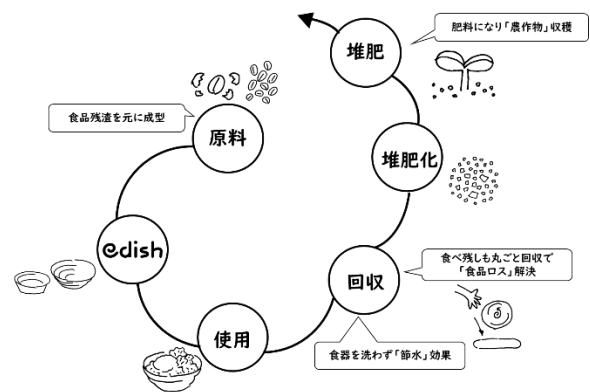 肥料になり「農作物」収穫
堆肥
食品残渣を元に成型
原料
堆肥化
edish
食べ残しも丸ごと回収で
「食品ロス」解決
回収
使用
食器を洗わず「節水」効果